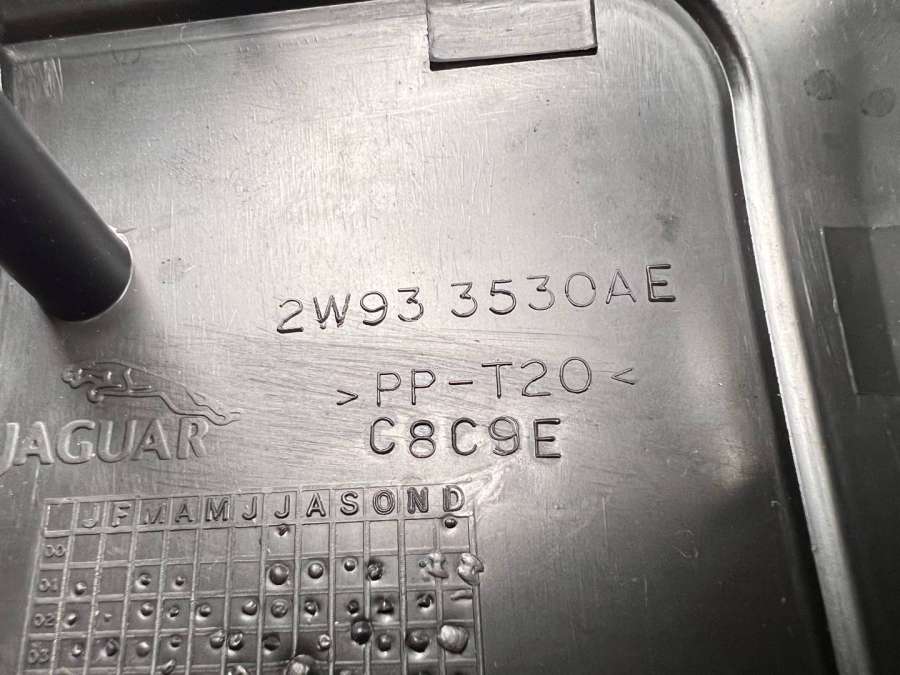 2W93 3530AE
>PP-T20<
C8C9E
JAGUAR
J F M A M J J A S O N D
00
01
02
03